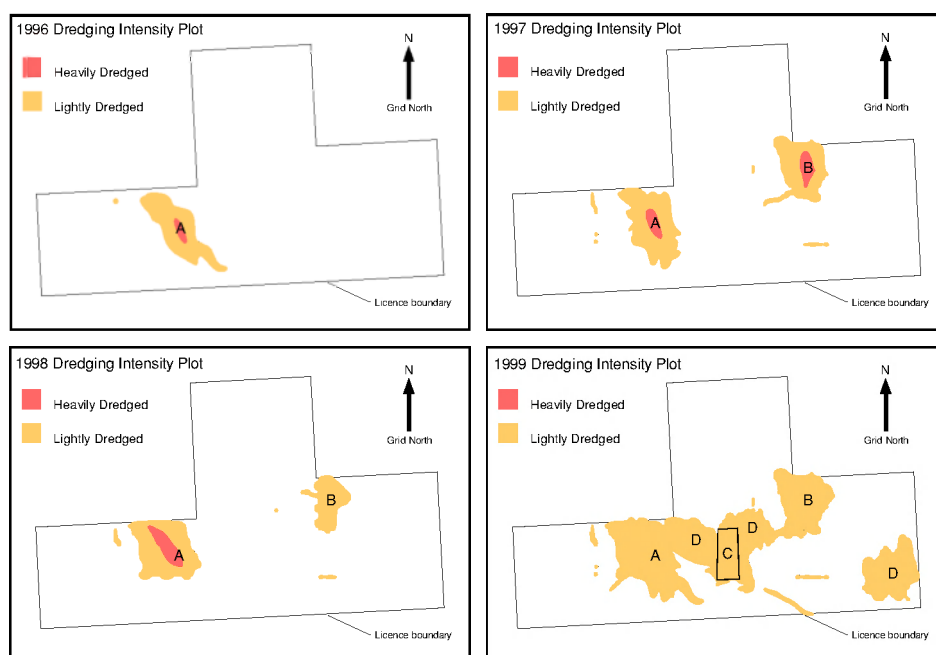 1996 Dredging Intensity Plot
N
Heavily Dredged
Lightly Dredged
Grid North
A
Licence boundary
1997 Dredging Intensity Plot
N
Heavily Dredged
Lightly Dredged
Grid North
B
A
Licence boundary
1998 Dredging Intensity Plot
N
Heavily Dredged
Lightly Dredged
Grid North
B
A
Licence boundary
1999 Dredging Intensity Plot
N
Heavily Dredged
Lightly Dredged
Grid North
B
D
D
A
C
D
Licence boundary